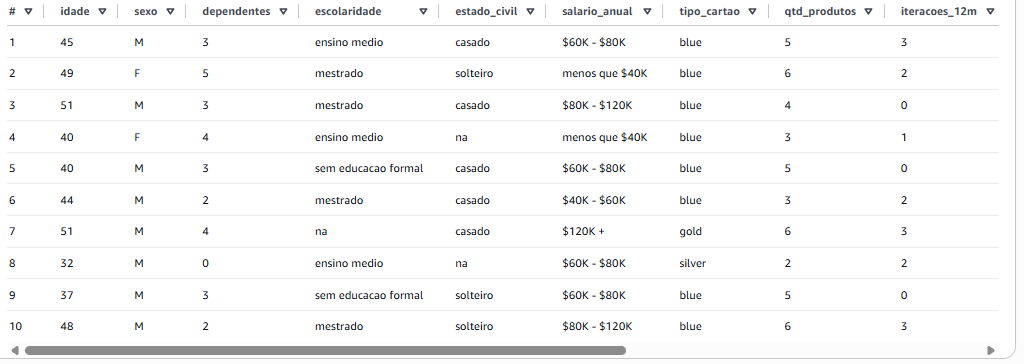 # idade sexo dependentes escolaridade estado_civil salario_anual tipo_cartao qtd_produtos iteracoes_12m
1 45 M 3 ensino medio casado $60K - $80K blue 5 3
2 49 F 5 mestrado solteiro menos que $40K blue 6 2
3 51 M 3 mestrado casado $80K - $120K blue 4 0
4 40 F 4 ensino medio na menos que $40K blue 3 1
5 40 M 3 sem educacao formal casado $60K - $80K blue 5 0
6 44 M 2 mestrado casado $40K - $60K blue 3 2
7 51 M 4 na casado $120K + gold 6 3
8 32 M 0 ensino medio na $60K - $80K silver 2 2
9 37 M 3 sem educacao formal solteiro $60K - $80K blue 5 0
10 48 M 2 mestrado solteiro $80K - $120K blue 6 3